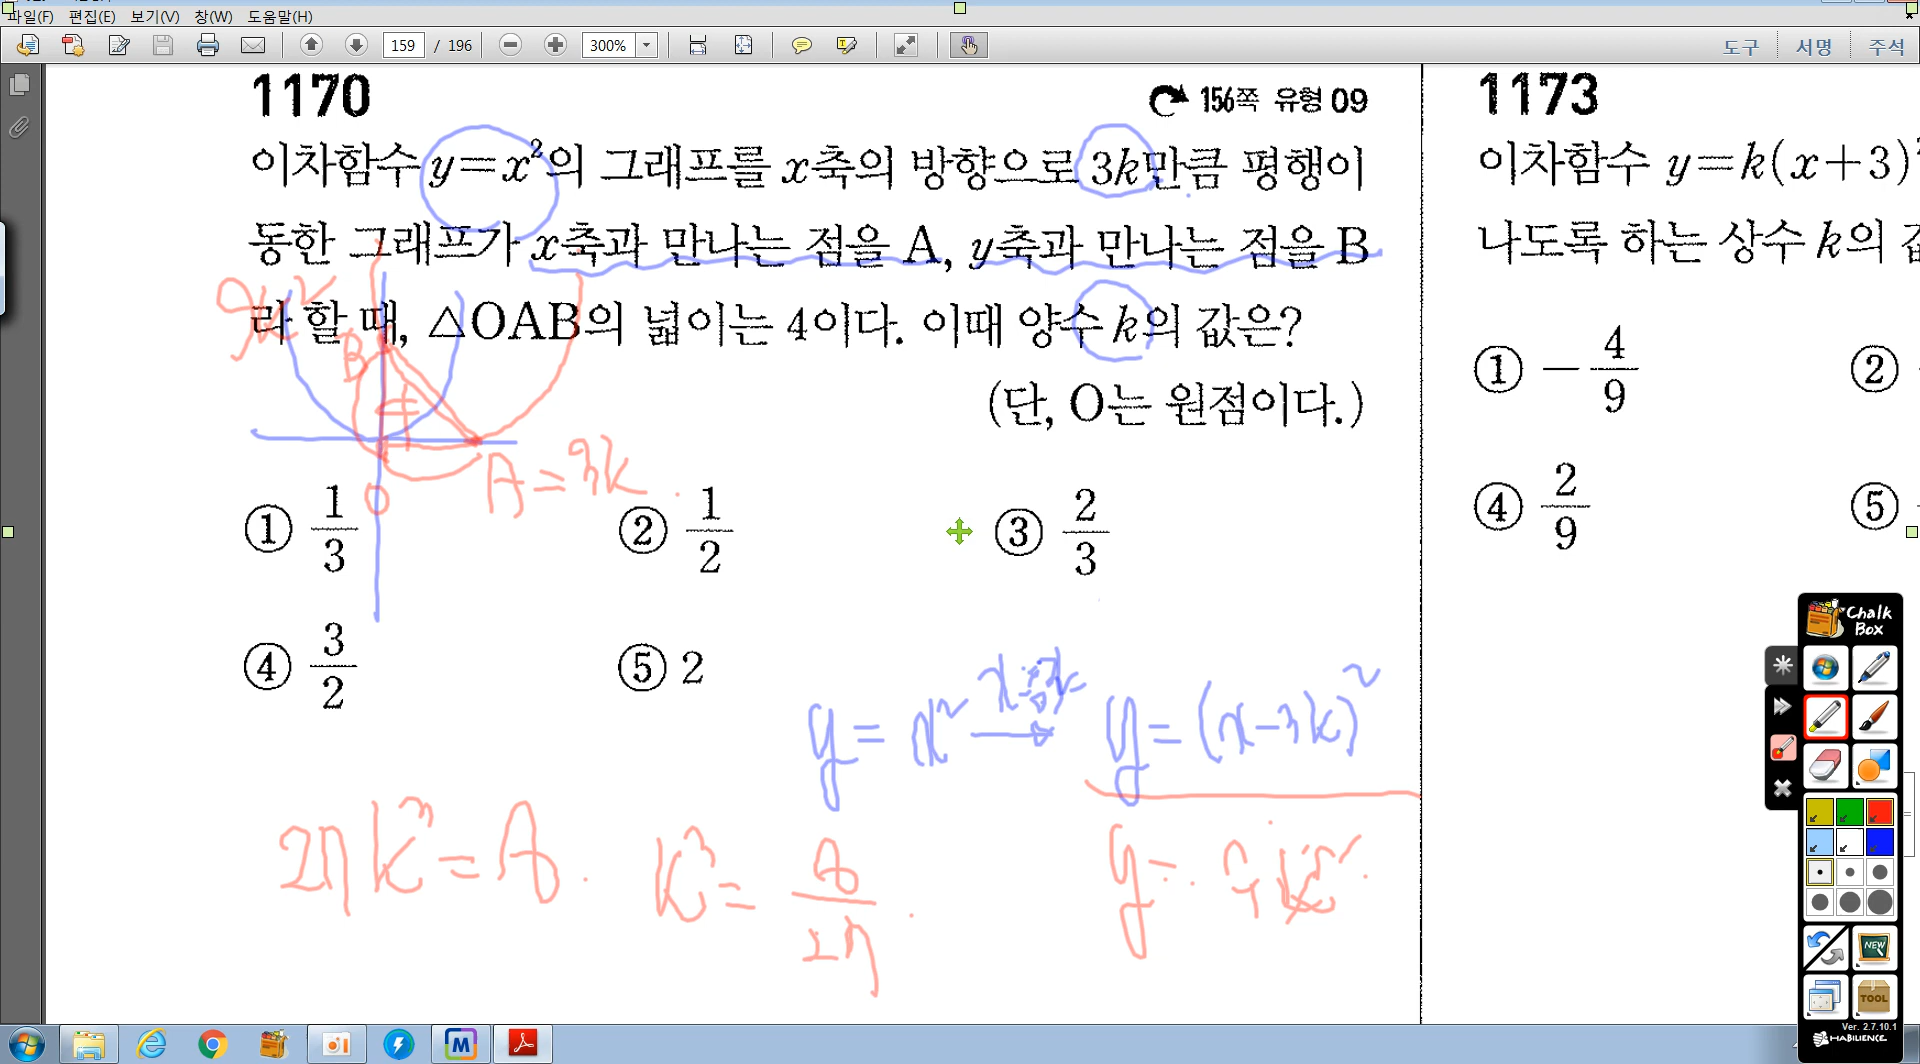 파일(F) 편집(E) 보기(V) 창(W) 도움말(H)
159 / 196 300% 도구 서명 주석
1170
156쪽 유형 09
이차함수 y=x²의 그래프를 x축의 방향으로 3k만큼 평행이
동한 그래프가 x축과 만나는 점을 A, y축과 만나는 점을 B
라 할 때, △OAB의 넓이는 4이다. 이때 양수 k의 값은?
(단, O는 원점이다.)
9k²
B
A=3k
O
① 1/3 ② 1/2 ③ 2/3
④ 3/2 ⑤ 2
y=x² → y=(x-3k)²
27k³=8. k³=8/27. y=9k².
1173
이차함수 y=k(x+3)
나도록 하는 상수 k의
① -4/9 ②
④ 2/9 ⑤
Chalk Box
NEW
TOOL
Ver. 2.7.10.1
HABILIENCE